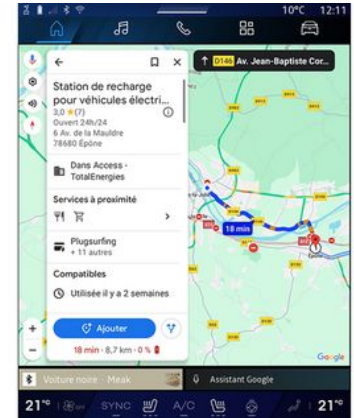 10°C 12:11
Station de recharge
pour véhicules électri...
3,0 ★(7)
Ouvert 24h/24
6 Av. de la Mauldre
78680 Épône
Dans Access -
TotalEnergies
Services à proximité
Plugsurfing
+ 11 autres
Compatibles
Utilisée il y a 2 semaines
Ajouter
18 min · 8,7 km · 0 %
D146 Av. Jean-Baptiste Cor...
18 min
Épône
Google
Voiture noire · Meak
Assistant Google
21° SYNC A/C 21°